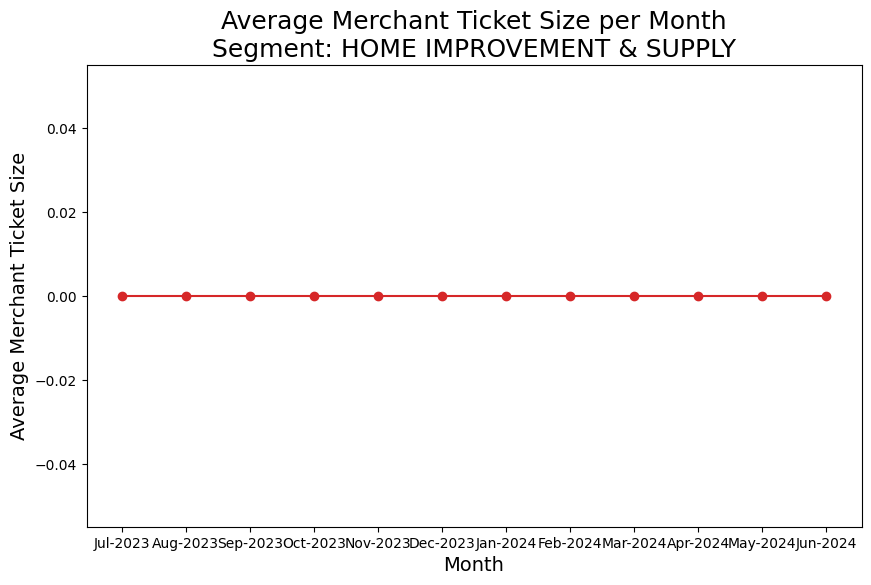 Average Merchant Ticket Size per Month
Segment: HOME IMPROVEMENT & SUPPLY
Average Merchant Ticket Size
0.04
0.02
0.00
−0.02
−0.04
Jul-2023 Aug-2023 Sep-2023 Oct-2023 Nov-2023 Dec-2023 Jan-2024 Feb-2024 Mar-2024 Apr-2024 May-2024 Jun-2024
Month